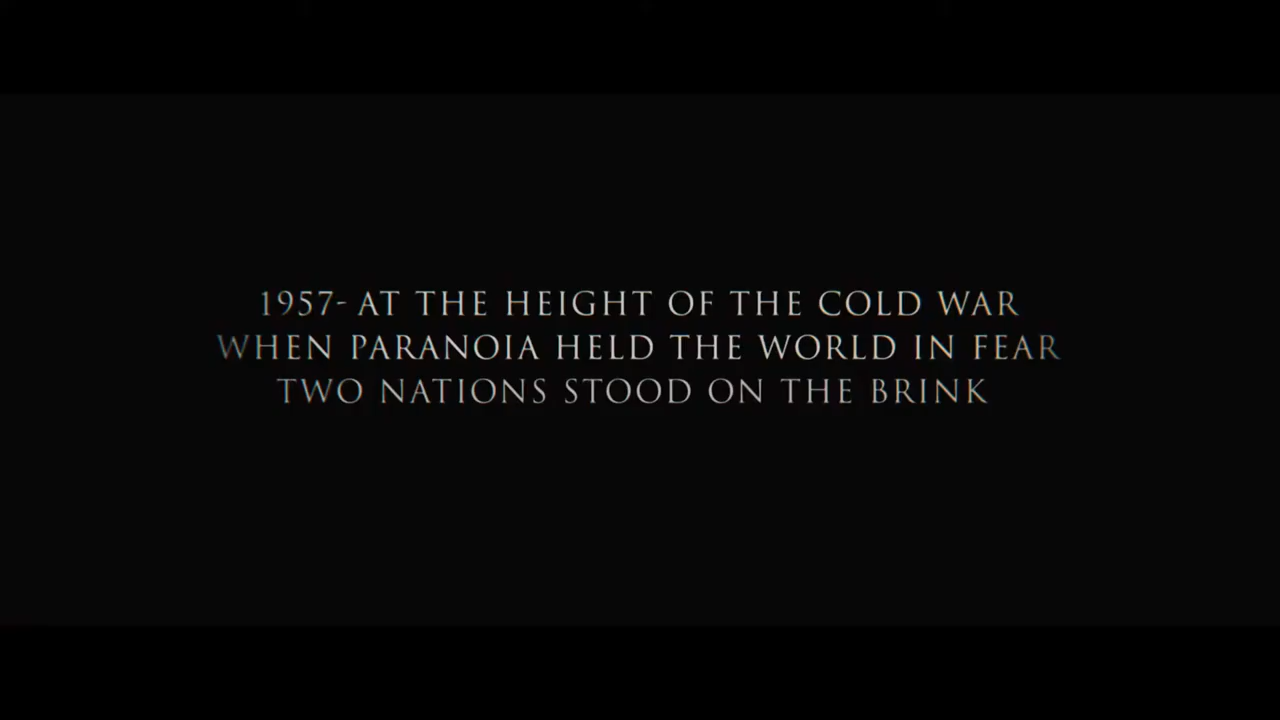 1957- AT THE HEIGHT OF THE COLD WAR
WHEN PARANOIA HELD THE WORLD IN FEAR
TWO NATIONS STOOD ON THE BRINK